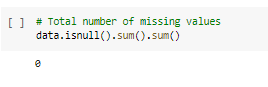 [ ] # Total number of missing values
data.isnull().sum().sum()
0